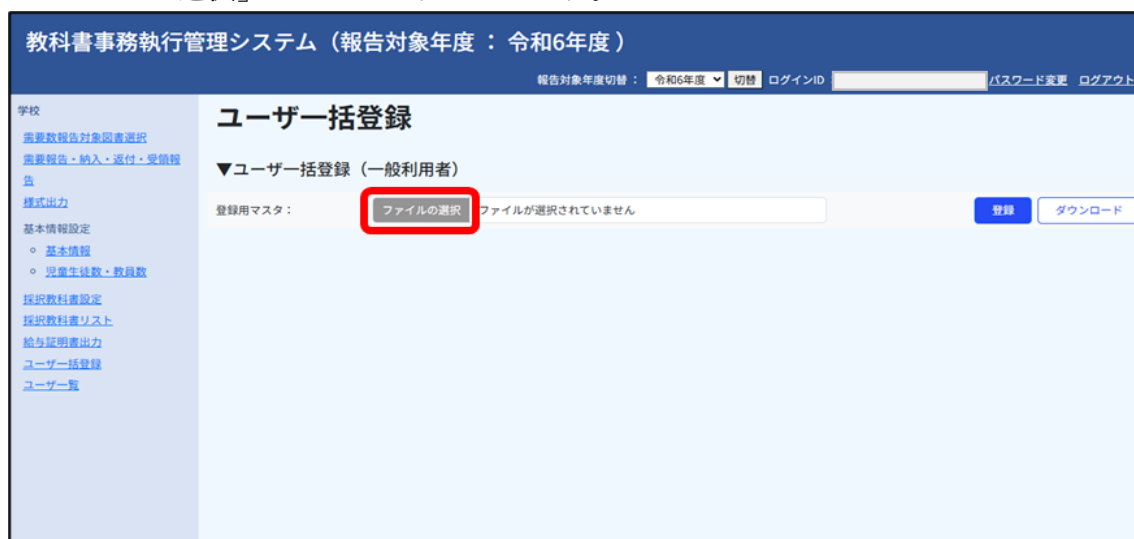 教科書事務執行管理システム（報告対象年度 ： 令和6年度 ）
報告対象年度切替 ： 令和6年度 切替 ログインID パスワード変更 ログアウト
学校
需要数報告対象図書選択
需要報告・納入・返付・受領報
告
様式出力
基本情報設定
基本情報
児童生徒数・教員数
採択教科書設定
採択教科書リスト
給与証明書出力
ユーザ一括登録
ユーザ一覧
ユーザ一括登録
▼ユーザ一括登録（一般利用者）
登録用マスタ： ファイルの選択 ファイルが選択されていません 登録 ダウンロード